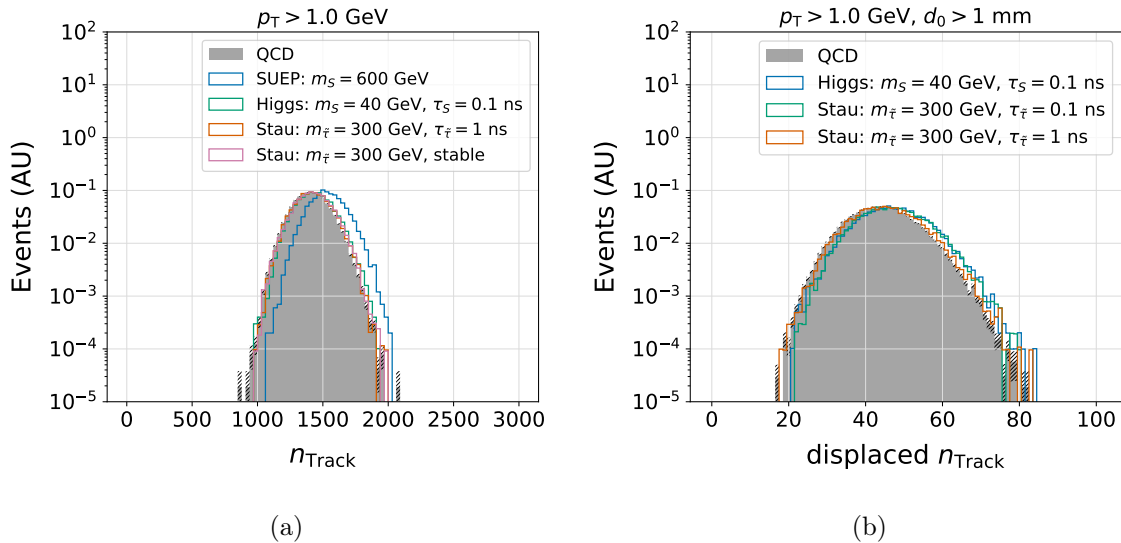 p_T > 1.0 GeV
QCD
SUEP: m_S = 600 GeV
Higgs: m_S = 40 GeV, τ_S = 0.1 ns
Stau: m_τ̃ = 300 GeV, τ_τ̃ = 1 ns
Stau: m_τ̃ = 300 GeV, stable
Events (AU)
10^2
10^1
10^0
10^−1
10^−2
10^−3
10^−4
10^−5
0 500 1000 1500 2000 2500 3000
n_Track
(a)
p_T > 1.0 GeV, d_0 > 1 mm
QCD
Higgs: m_S = 40 GeV, τ_S = 0.1 ns
Stau: m_τ̃ = 300 GeV, τ_τ̃ = 0.1 ns
Stau: m_τ̃ = 300 GeV, τ_τ̃ = 1 ns
Events (AU)
10^2
10^1
10^0
10^−1
10^−2
10^−3
10^−4
10^−5
0 20 40 60 80 100
displaced n_Track
(b)